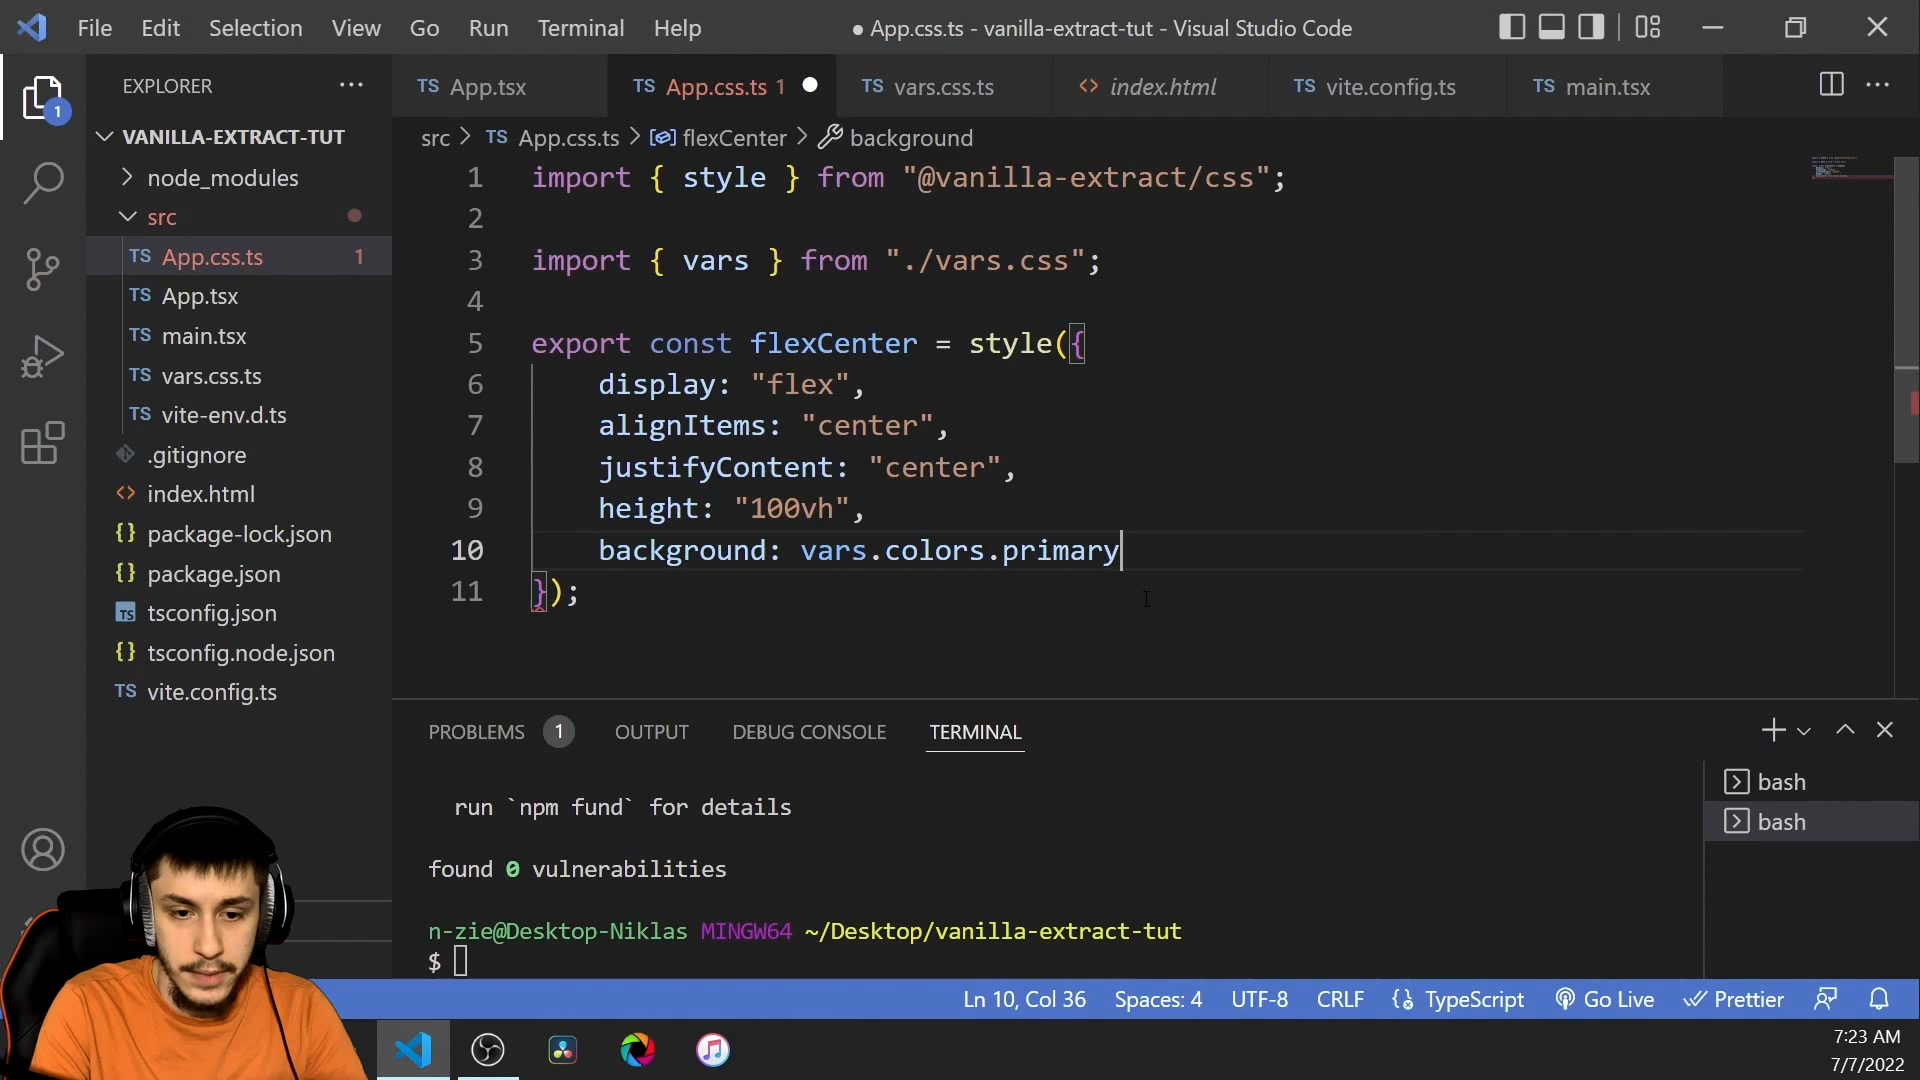 File Edit Selection View Go Run Terminal Help
● App.css.ts - vanilla-extract-tut - Visual Studio Code
EXPLORER
TS App.tsx
TS App.css.ts 1
TS vars.css.ts
<> index.html
TS vite.config.ts
TS main.tsx
1
VANILLA-EXTRACT-TUT
node_modules
src
TS App.css.ts 1
TS App.tsx
TS main.tsx
TS vars.css.ts
TS vite-env.d.ts
.gitignore
<> index.html
{} package-lock.json
{} package.json
TS tsconfig.json
{} tsconfig.node.json
TS vite.config.ts
src > TS App.css.ts > flexCenter > background
1 import { style } from "@vanilla-extract/css";
2
3 import { vars } from "./vars.css";
4
5 export const flexCenter = style({
6 display: "flex",
7 alignItems: "center",
8 justifyContent: "center",
9 height: "100vh",
10 background: vars.colors.primary
11 });
PROBLEMS 1 OUTPUT DEBUG CONSOLE TERMINAL
run `npm fund` for details
found 0 vulnerabilities
n-zie@Desktop-Niklas MINGW64 ~/Desktop/vanilla-extract-tut
$
bash
bash
Ln 10, Col 36 Spaces: 4 UTF-8 CRLF TypeScript Go Live Prettier
7:23 AM
7/7/2022